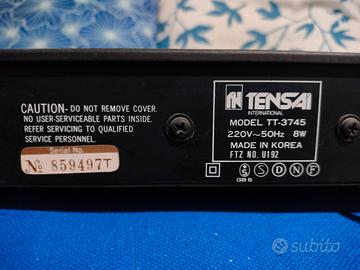 CAUTION- DO NOT REMOVE COVER.
NO USER-SERVICEABLE PARTS INSIDE.
REFER SERVICING TO QUALIFIED
SERVICE PERSONNEL.
Serial No.
No 859497T
TENSAI
INTERNATIONAL
MODEL TT-3745
220V~50Hz 8W
MADE IN KOREA
FTZ NO. U192
S D N F
GB6
subito